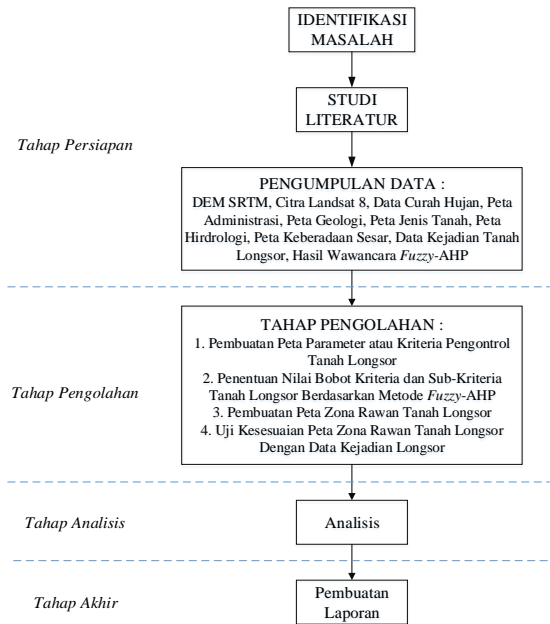 IDENTIFIKASI
MASALAH
STUDI
LITERATUR
Tahap Persiapan
PENGUMPULAN DATA :
DEM SRTM, Citra Landsat 8, Data Curah Hujan, Peta
Administrasi, Peta Geologi, Peta Jenis Tanah, Peta
Hirdrologi, Peta Keberadaan Sesar, Data Kejadian Tanah
Longsor, Hasil Wawancara Fuzzy-AHP
TAHAP PENGOLAHAN :
1. Pembuatan Peta Parameter atau Kriteria Pengontrol
Tanah Longsor
2. Penentuan Nilai Bobot Kriteria dan Sub-Kriteria
Tanah Longsor Berdasarkan Metode Fuzzy-AHP
3. Pembuatan Peta Zona Rawan Tanah Longsor
4. Uji Kesesuaian Peta Zona Rawan Tanah Longsor
Dengan Data Kejadian Longsor
Tahap Pengolahan
Tahap Analisis
Analisis
Tahap Akhir
Pembuatan
Laporan